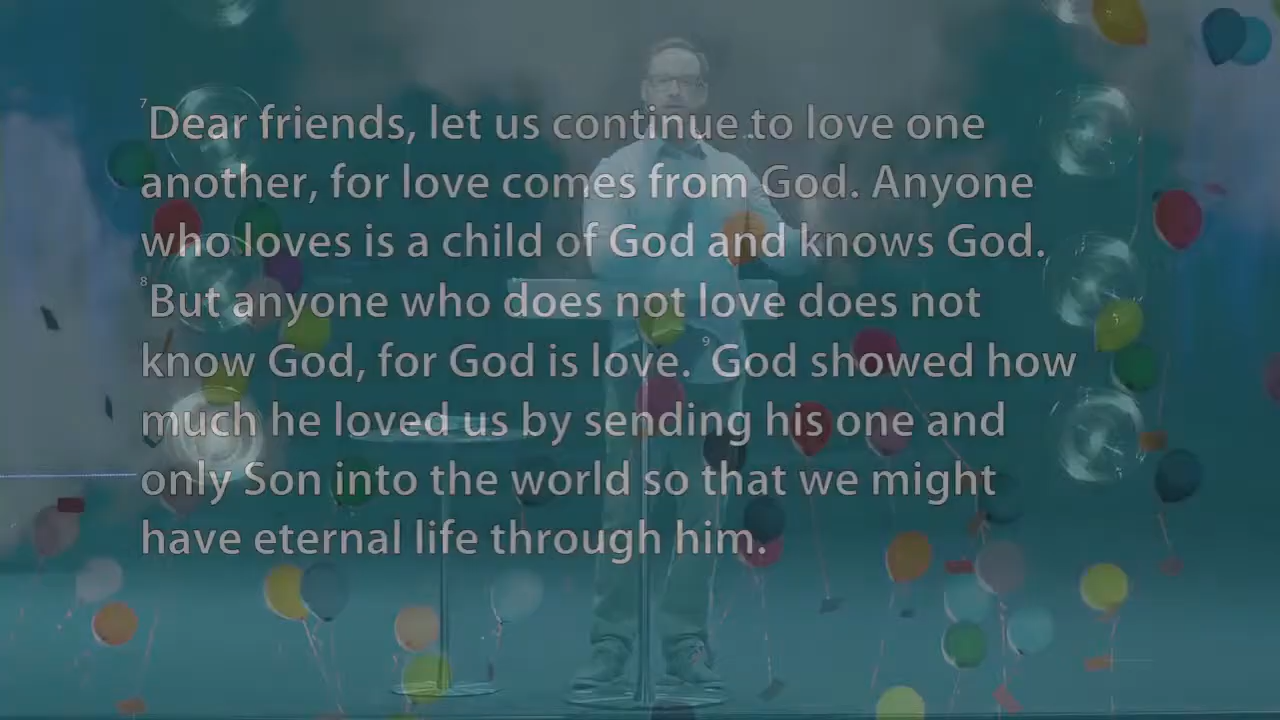 ⁷Dear friends, let us continue to love one
another, for love comes from God. Anyone
who loves is a child of God and knows God.
⁸But anyone who does not love does not
know God, for God is love. ⁹God showed how
much he loved us by sending his one and
only Son into the world so that we might
have eternal life through him.